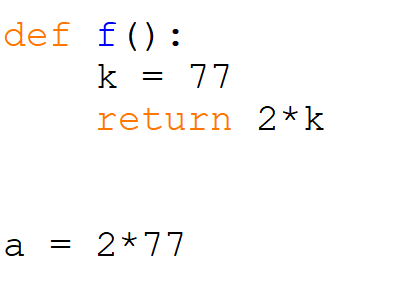 def f():
    k = 77
    return 2*k
a = 2*77